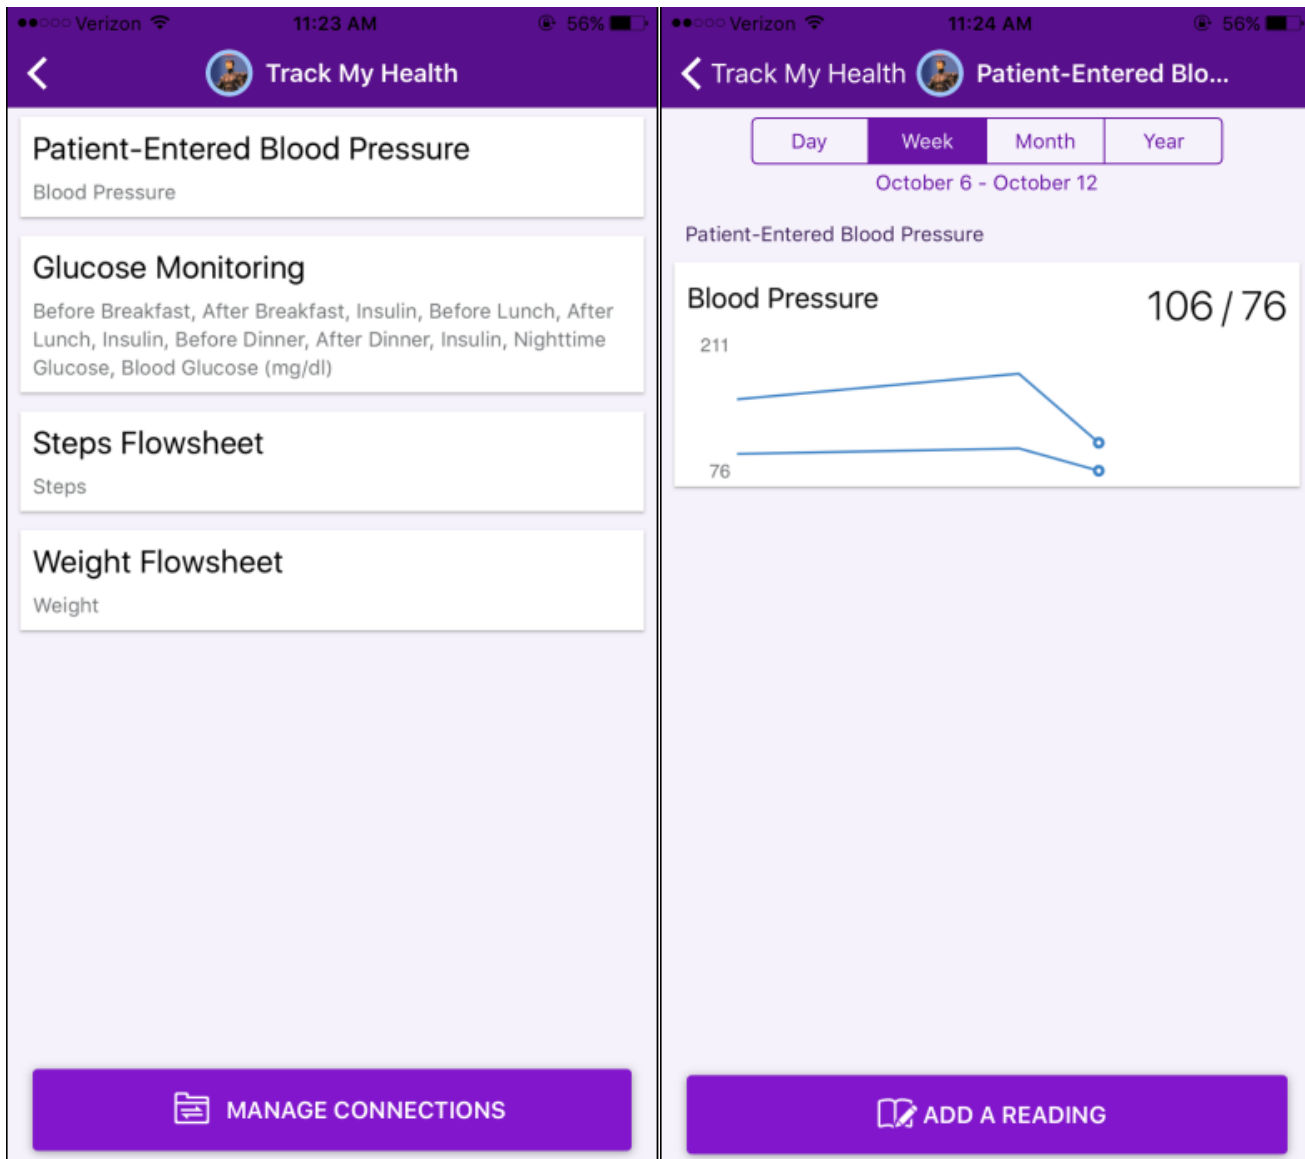 Verizon 11:23 AM 56%
Track My Health
Patient-Entered Blood Pressure
Blood Pressure
Glucose Monitoring
Before Breakfast, After Breakfast, Insulin, Before Lunch, After
Lunch, Insulin, Before Dinner, After Dinner, Insulin, Nighttime
Glucose, Blood Glucose (mg/dl)
Steps Flowsheet
Steps
Weight Flowsheet
Weight
MANAGE CONNECTIONS
Verizon 11:24 AM 56%
Track My Health Patient-Entered Blo...
Day Week Month Year
October 6 - October 12
Patient-Entered Blood Pressure
Blood Pressure 106 / 76
211
76
ADD A READING